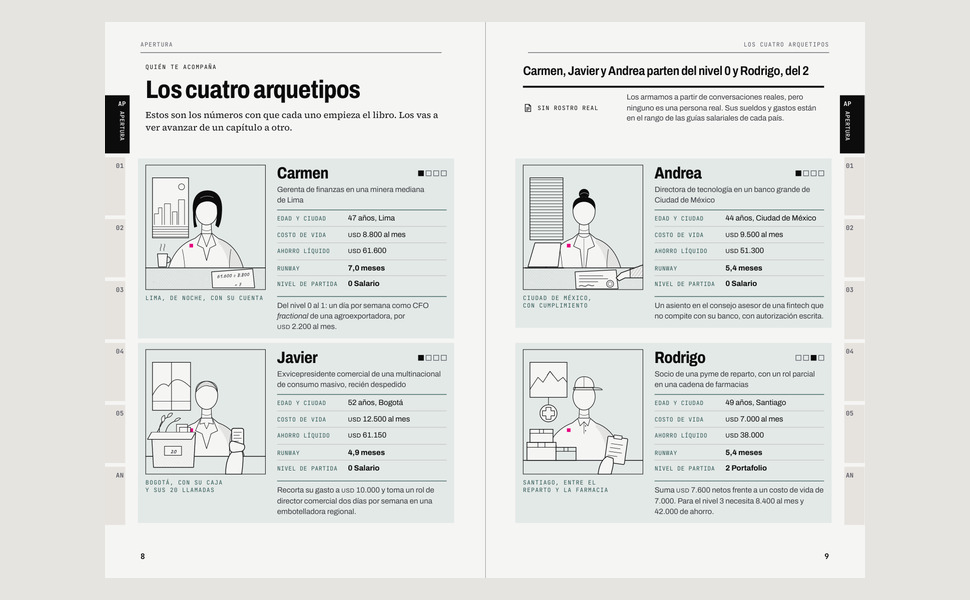 APERTURA
QUIÉN TE ACOMPAÑA
Los cuatro arquetipos
Estos son los números con que cada uno empieza el libro. Los vas a
ver avanzar de un capítulo a otro.
AP
APERTURA
01
02
03
04
05
AN
Carmen
Gerenta de finanzas en una minera mediana
de Lima
EDAD Y CIUDAD 47 años, Lima
COSTO DE VIDA USD 8.800 al mes
AHORRO LÍQUIDO USD 61.600
RUNWAY 7,0 meses
NIVEL DE PARTIDA 0 Salario
61.600 ÷ 8.800
LIMA, DE NOCHE, CON SU CUENTA
Del nivel 0 al 1: un día por semana como CFO
fractional de una agroexportadora, por
USD 2.200 al mes.
Javier
Exvicepresidente comercial de una multinacional
de consumo masivo, recién despedido
EDAD Y CIUDAD 52 años, Bogotá
COSTO DE VIDA USD 12.500 al mes
AHORRO LÍQUIDO USD 61.150
RUNWAY 4,9 meses
NIVEL DE PARTIDA 0 Salario
20
BOGOTÁ, CON SU CAJA
Y SUS 20 LLAMADAS
Recorta su gasto a USD 10.000 y toma un rol de
director comercial dos días por semana en una
embotelladora regional.
8
LOS CUATRO ARQUETIPOS
Carmen, Javier y Andrea parten del nivel 0 y Rodrigo, del 2
SIN ROSTRO REAL
Los armamos a partir de conversaciones reales, pero
ninguno es una persona real. Sus sueldos y gastos están
en el rango de las guías salariales de cada país.
Andrea
Directora de tecnología en un banco grande de
Ciudad de México
EDAD Y CIUDAD 44 años, Ciudad de México
COSTO DE VIDA USD 9.500 al mes
AHORRO LÍQUIDO USD 51.300
RUNWAY 5,4 meses
NIVEL DE PARTIDA 0 Salario
CIUDAD DE MÉXICO,
CON CUMPLIMIENTO
Un asiento en el consejo asesor de una fintech que
no compite con su banco, con autorización escrita.
Rodrigo
Socio de una pyme de reparto, con un rol parcial
en una cadena de farmacias
EDAD Y CIUDAD 49 años, Santiago
COSTO DE VIDA USD 7.000 al mes
AHORRO LÍQUIDO USD 38.000
RUNWAY 5,4 meses
NIVEL DE PARTIDA 2 Portafolio
SANTIAGO, ENTRE EL
REPARTO Y LA FARMACIA
Suma USD 7.600 netos frente a un costo de vida de
7.000. Para el nivel 3 necesita 8.400 al mes y
42.000 de ahorro.
AP
APERTURA
01
02
03
04
05
AN
9